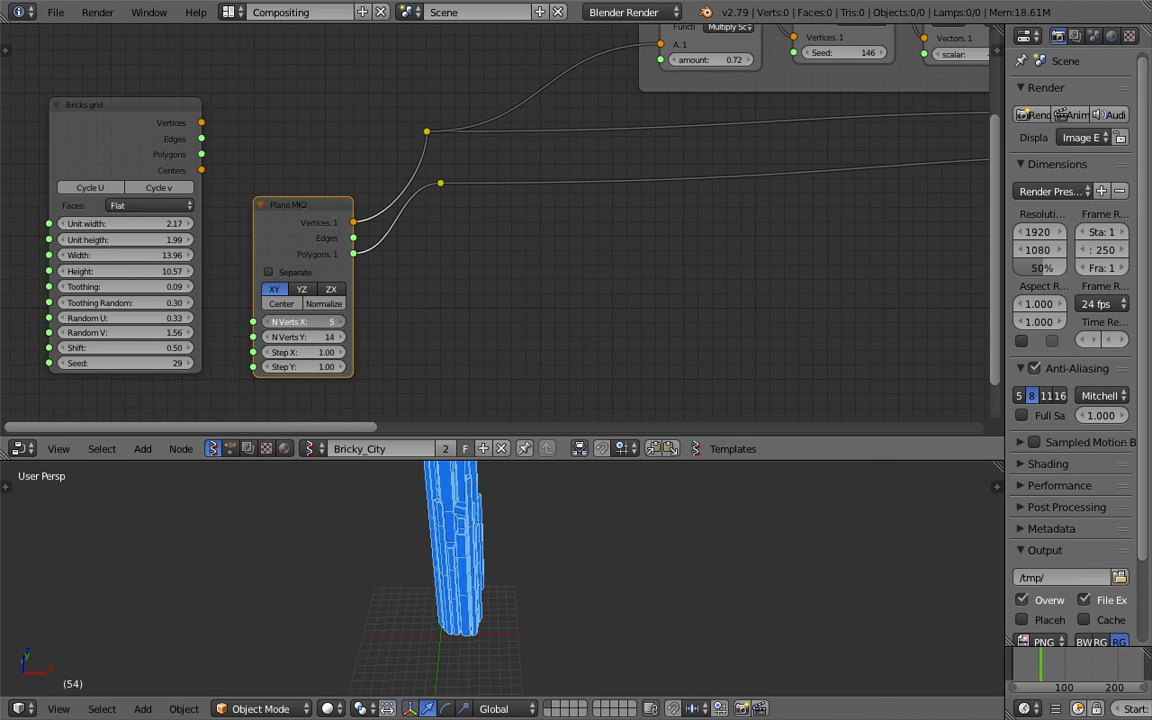 File Render Window Help Compositing Scene Blender Render v2.79 | Verts:0 | Faces:0 | Tris:0 | Objects:0/0 | Lamps:0/0 | Mem:18.61M
Multiply Sc
A. 1
amount: 0.72
Vertices. 1
Seed: 146
Vectors. 1
scalar:
Bricks grid
Vertices
Edges
Polygons
Centers
Cycle U Cycle v
Faces: Flat
Unit width: 2.17
Unit heigth: 1.99
Width: 13.96
Height: 10.57
Toothing: 0.09
Toothing Random: 0.30
Random U: 0.33
Random V: 1.56
Shift: 0.50
Seed: 29
Plane MK2
Vertices. 1
Edges
Polygons. 1
Separate
XY YZ ZX
Center Normalize
N Verts X: 5
N Verts Y: 14
Step X: 1.00
Step Y: 1.00
View Select Add Node Bricky_City 2 F Templates
User Persp
(54)
View Select Add Object Object Mode Global
Scene
Render
Anim Audi
Displa Image E
Dimensions
Render Pres...
Resoluti... Frame R...
1920 Sta: 1
1080 : 250
50% Fra: 1
Aspect R... Frame R...
1.000 24 fps
1.000 Time Re...
Anti-Aliasing
5 8 11 16 Mitchell
Full Sa 1.000
Sampled Motion B
Shading
Performance
Post Processing
Metadata
Output
/tmp/
Overw File Ex
Placeh Cache
PNG BW RG RG
100 200
Start: